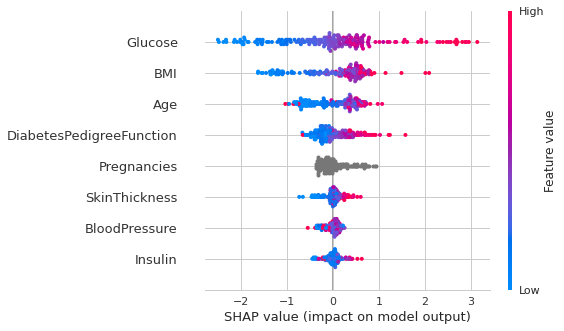 High
Glucose
BMI
Age
DiabetesPedigreeFunction
Pregnancies
SkinThickness
BloodPressure
Insulin
Feature value
Low
−2 −1 0 1 2 3
SHAP value (impact on model output)